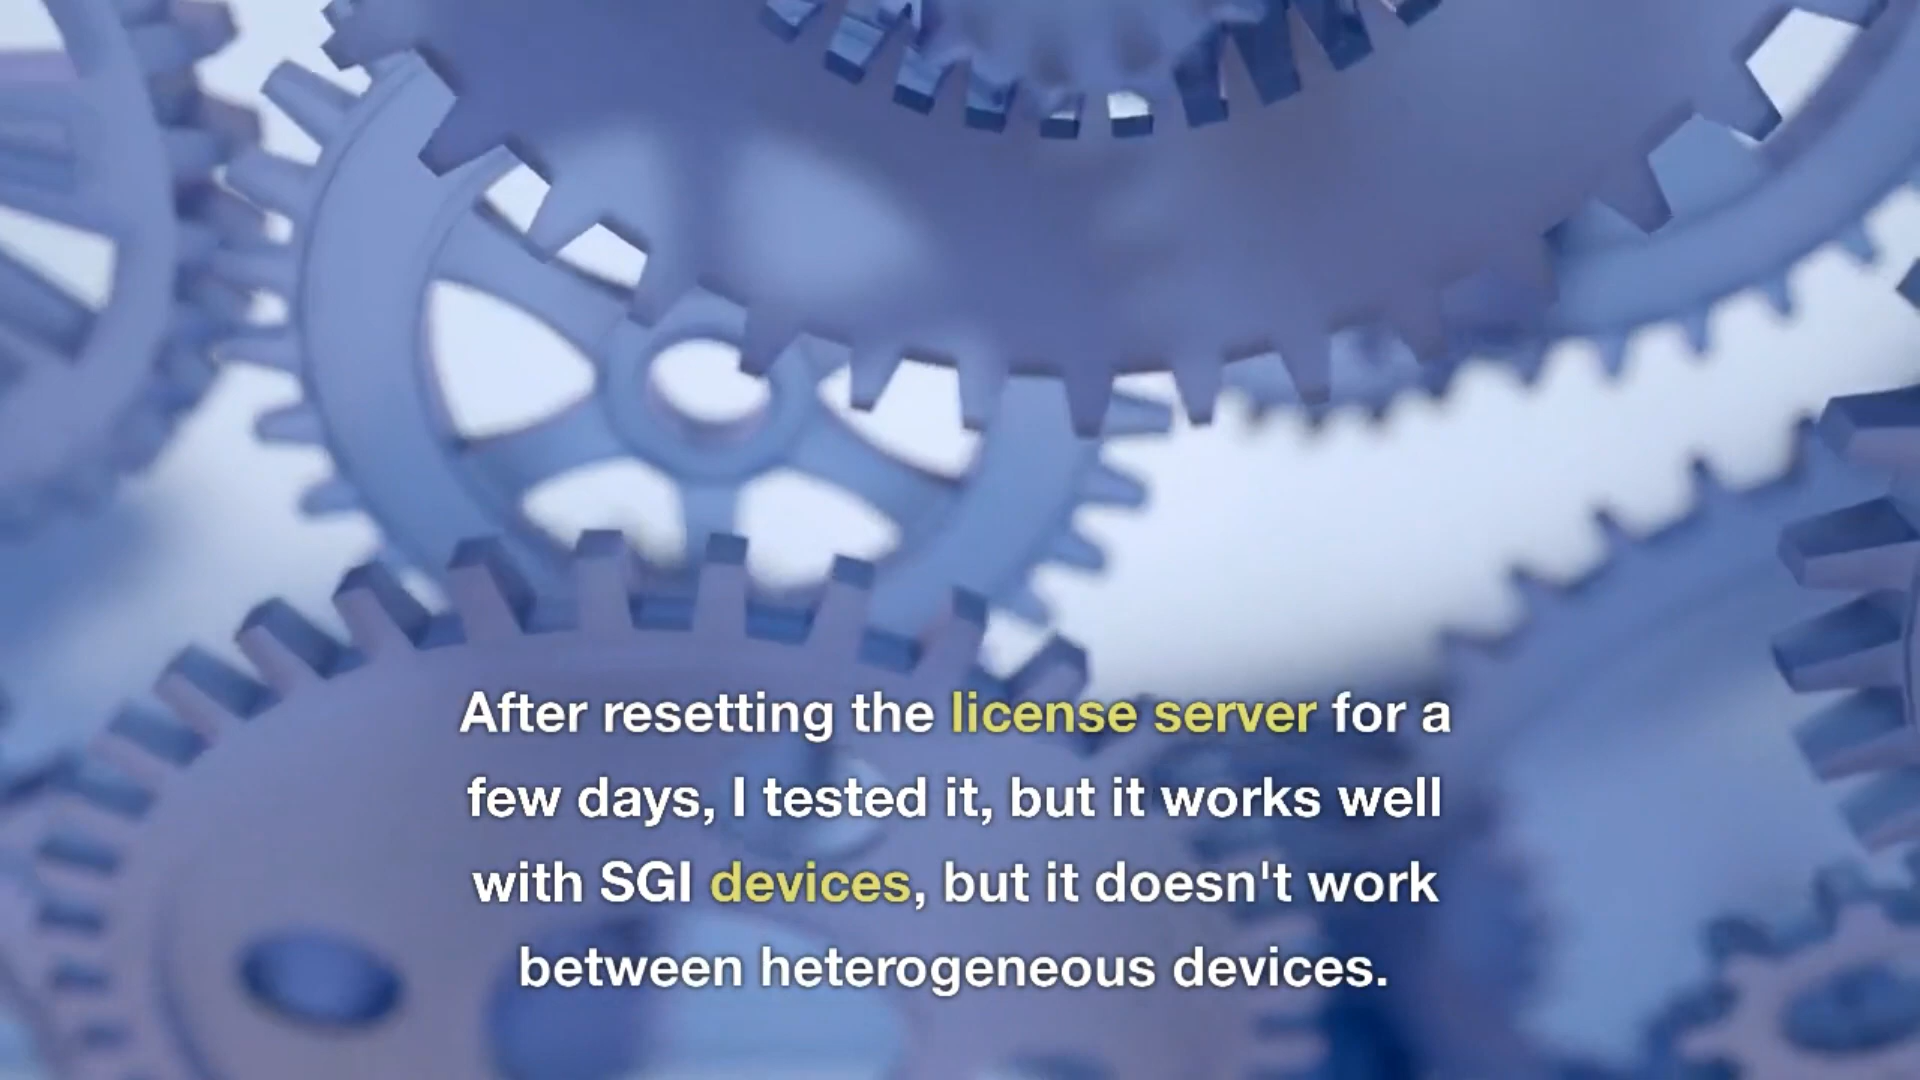 After resetting the license server for a
few days, I tested it, but it works well
with SGI devices, but it doesn't work
between heterogeneous devices.